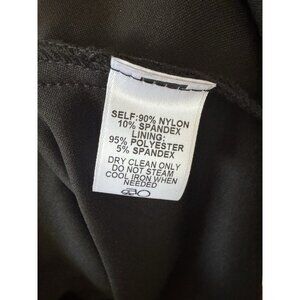 SELF:90% NYLON
10% SPANDEX
LINING:
95% POLYESTER
5% SPANDEX
DRY CLEAN ONLY
DO NOT STEAM
COOL IRON WHEN
NEEDED